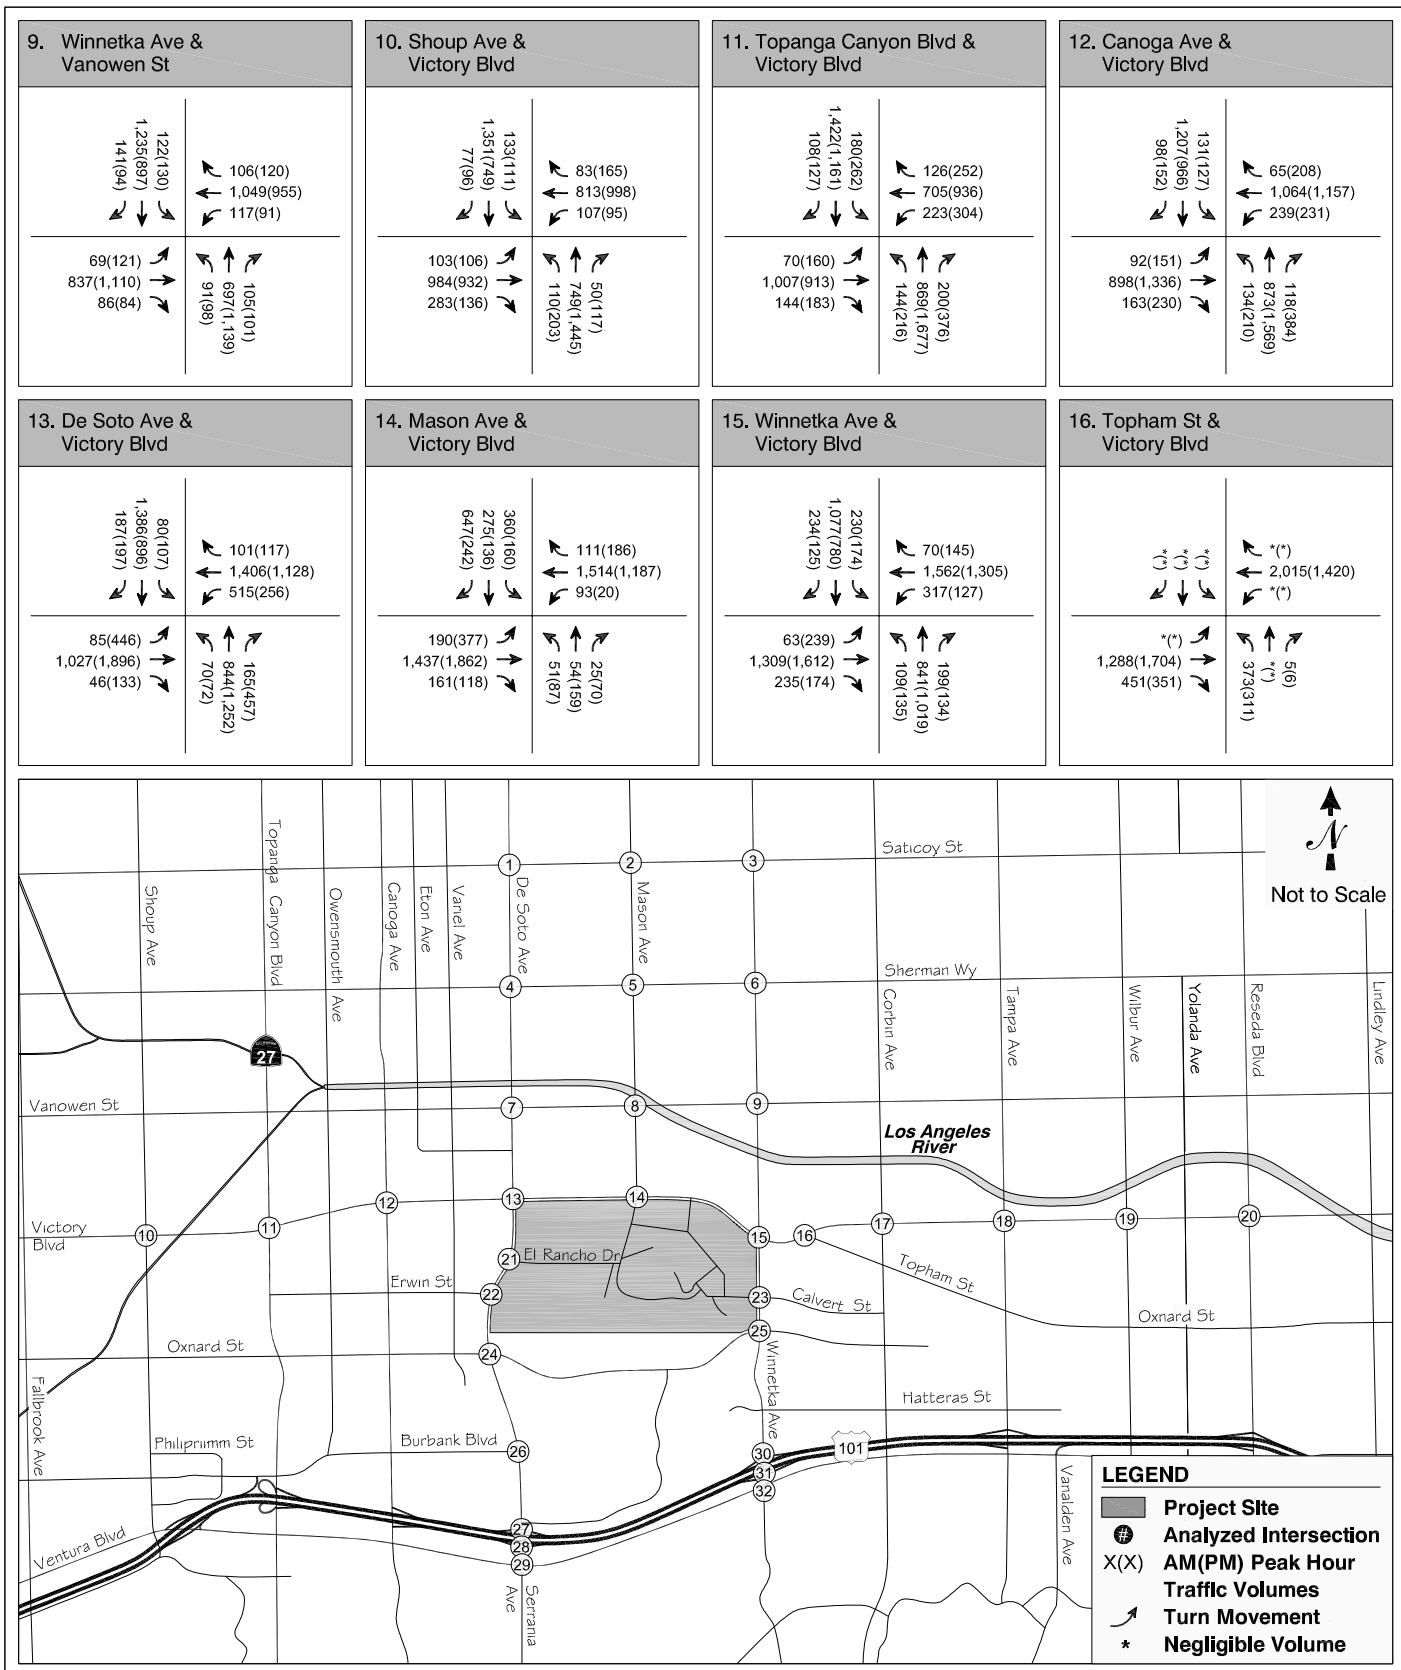 9. Winnetka Ave &
Vanowen St
141(94)
1,235(897)
122(130)
106(120)
1,049(955)
117(91)
69(121)
837(1,110)
86(84)
91(98)
697(1,139)
105(101)
10. Shoup Ave &
Victory Blvd
77(96)
1,351(749)
133(111)
83(165)
813(998)
107(95)
103(106)
984(932)
283(136)
110(203)
749(1,445)
50(117)
11. Topanga Canyon Blvd &
Victory Blvd
108(127)
1,422(1,161)
180(262)
126(252)
705(936)
223(304)
70(160)
1,007(913)
144(183)
144(216)
869(1,677)
200(376)
12. Canoga Ave &
Victory Blvd
98(152)
1,207(966)
131(127)
65(208)
1,064(1,157)
239(231)
92(151)
898(1,336)
163(230)
134(210)
873(1,569)
118(384)
13. De Soto Ave &
Victory Blvd
187(197)
1,386(896)
80(107)
101(117)
1,406(1,128)
515(256)
85(446)
1,027(1,896)
46(133)
70(72)
844(1,252)
165(457)
14. Mason Ave &
Victory Blvd
647(242)
275(136)
360(160)
111(186)
1,514(1,187)
93(20)
190(377)
1,437(1,862)
161(118)
51(87)
54(159)
25(70)
15. Winnetka Ave &
Victory Blvd
234(125)
1,077(780)
230(174)
70(145)
1,562(1,305)
317(127)
63(239)
1,309(1,612)
235(174)
109(135)
841(1,019)
199(134)
16. Topham St &
Victory Blvd
*(*)
*(*)
*(*)
*(*)
2,015(1,420)
*(*)
*(*)
1,288(1,704)
451(351)
373(311)
*(*)
5(6)
N
Not to Scale
Saticoy St
1
2
3
Shoup Ave
Topanga Canyon Blvd
Owensmouth Ave
Canoga Ave
Eton Ave
Variel Ave
De Soto Ave
Mason Ave
Sherman Wy
4
5
6
Corbin Ave
Tampa Ave
Wilbur Ave
Yolanda Ave
Reseda Blvd
Lindley Ave
27
Vanowen St
7
8
9
Los Angeles
River
Victory
Blvd
10
11
12
13
14
15
16
17
18
19
20
21
El Rancho Dr
Erwin St
22
23
Calvert St
Topham St
Oxnard St
25
Oxnard St
24
Winnetka Ave
Fallbrook Ave
Hatteras St
Philiprimm St
Burbank Blvd
26
30
31
32
101
Vanalden Ave
Ventura Blvd
27
28
29
Serrania
Ave
LEGEND
Project Site
# Analyzed Intersection
X(X) AM(PM) Peak Hour
Traffic Volumes
Turn Movement
* Negligible Volume